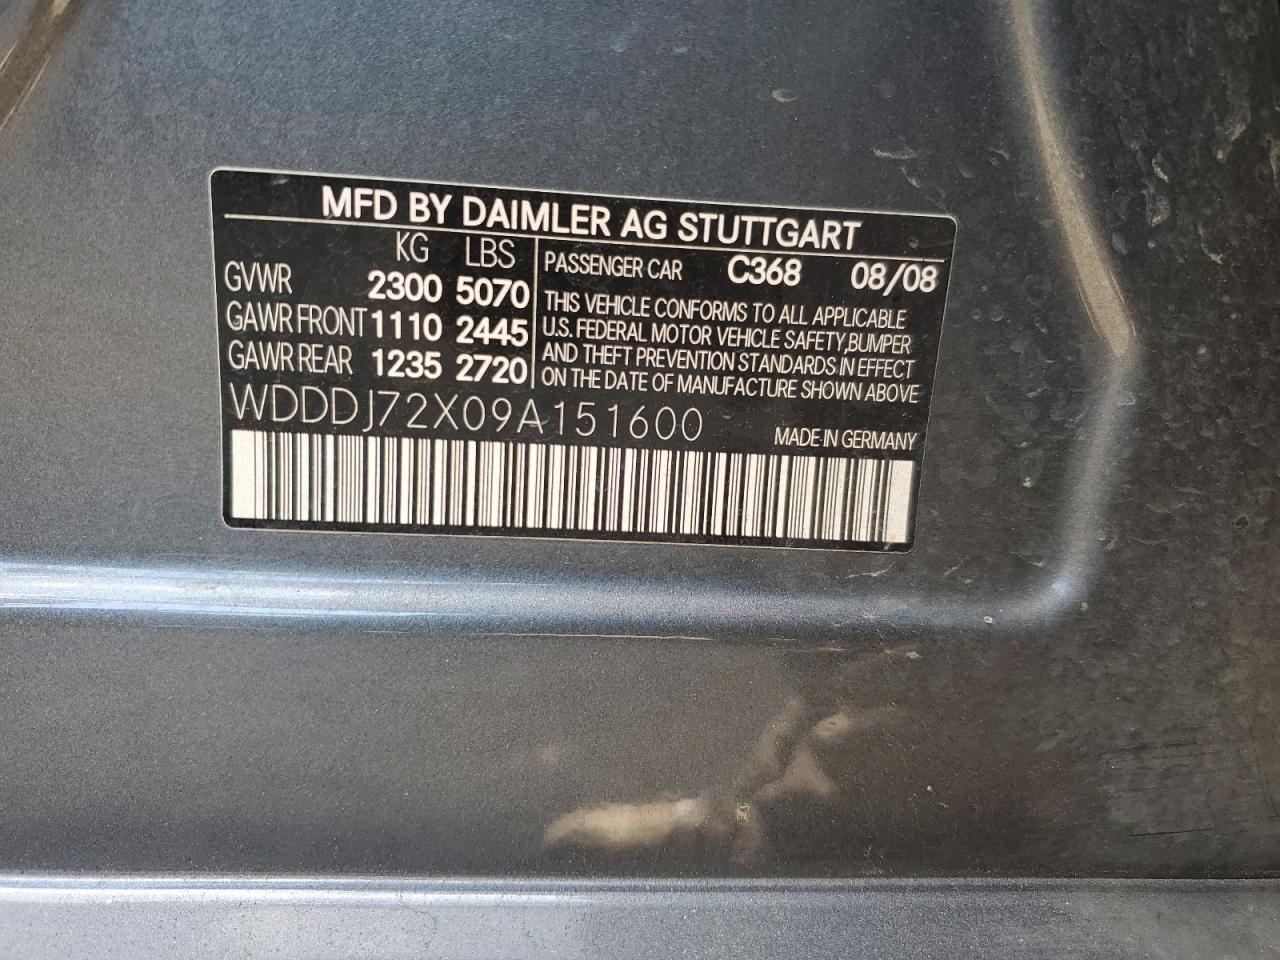 MFD BY DAIMLER AG STUTTGART
KG LBS
GVWR 2300 5070
GAWR FRONT 1110 2445
GAWR REAR 1235 2720
PASSENGER CAR C368 08/08
THIS VEHICLE CONFORMS TO ALL APPLICABLE
U.S. FEDERAL MOTOR VEHICLE SAFETY,BUMPER
AND THEFT PREVENTION STANDARDS IN EFFECT
ON THE DATE OF MANUFACTURE SHOWN ABOVE
WDDDJ72X09A151600
MADE IN GERMANY